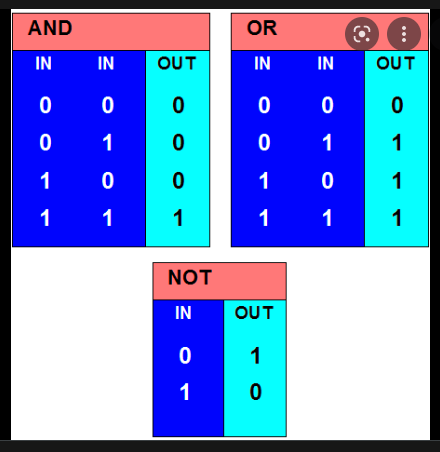 AND
IN IN OUT
0 0 0
0 1 0
1 0 0
1 1 1
OR
IN IN OUT
0 0 0
0 1 1
1 0 1
1 1 1
NOT
IN OUT
0 1
1 0